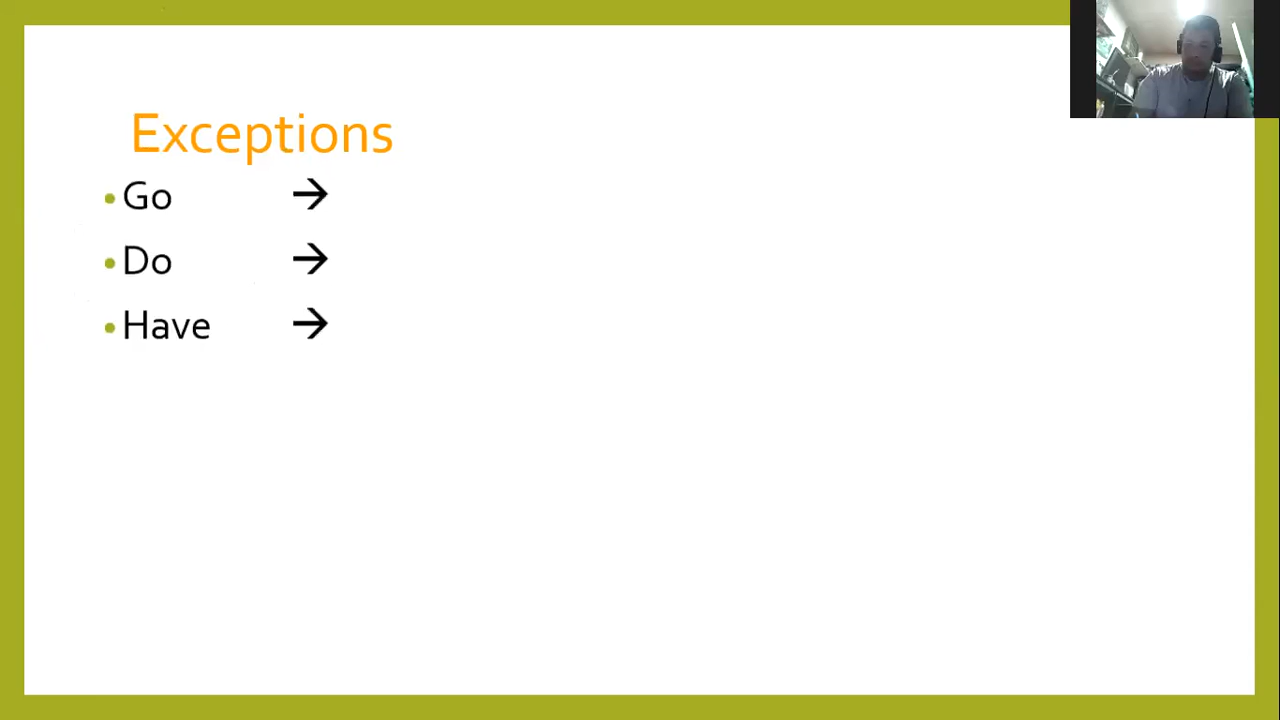 Exceptions
• Go →
• Do →
• Have →